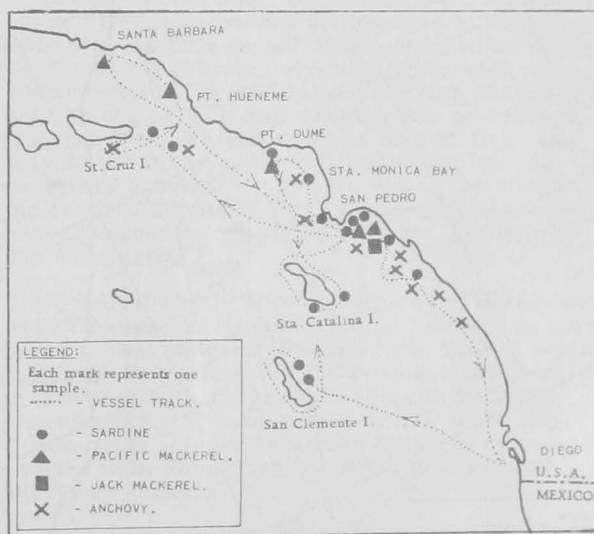 SANTA BARBARA
PT. HUENEME
PT. DUME
St. Cruz I.
STA. MONICA BAY
SAN PEDRO
Sta. Catalina I.
San Clemente I.
DIEGO
U.S.A.
MEXICO
LEGEND:
Each mark represents one
sample.
- VESSEL TRACK.
- SARDINE
- PACIFIC MACKEREL.
- JACK MACKEREL.
- ANCHOVY.